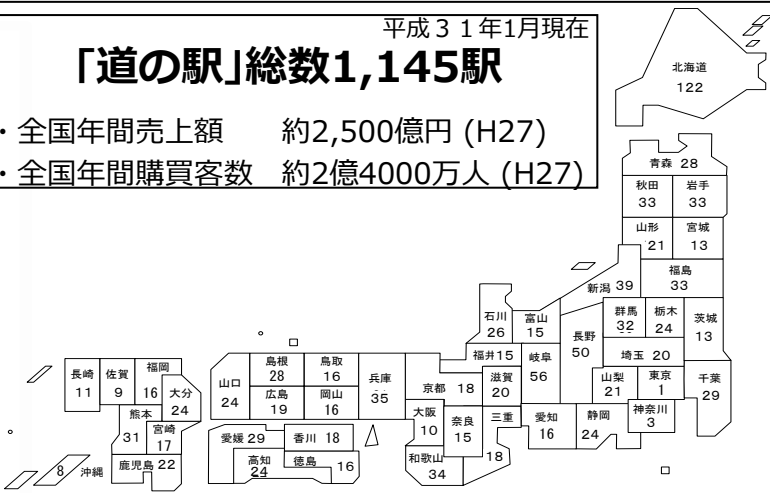 平成３１年1月現在
「道の駅」総数1,145駅
・全国年間売上額 約2,500億円 (H27)
・全国年間購買客数 約2億4000万人 (H27)
北海道
122
青森 28
秋田
33
岩手
33
山形
21
宮城
13
福島
33
新潟 39
群馬
32
栃木
24
茨城
13
石川
26
富山
15
長野
50
埼玉 20
福井15
岐阜
56
山梨
21
東京
1
千葉
29
神奈川
3
静岡
24
愛知
16
滋賀
20
三重
18
京都 18
大阪
10
奈良
15
和歌山
34
兵庫
35
鳥取
16
岡山
16
島根
28
広島
19
山口
24
愛媛 29
香川 18
高知
24
徳島
16
福岡
16
佐賀
9
長崎
11
大分
24
熊本
31
宮崎
17
鹿児島 22
8 沖縄